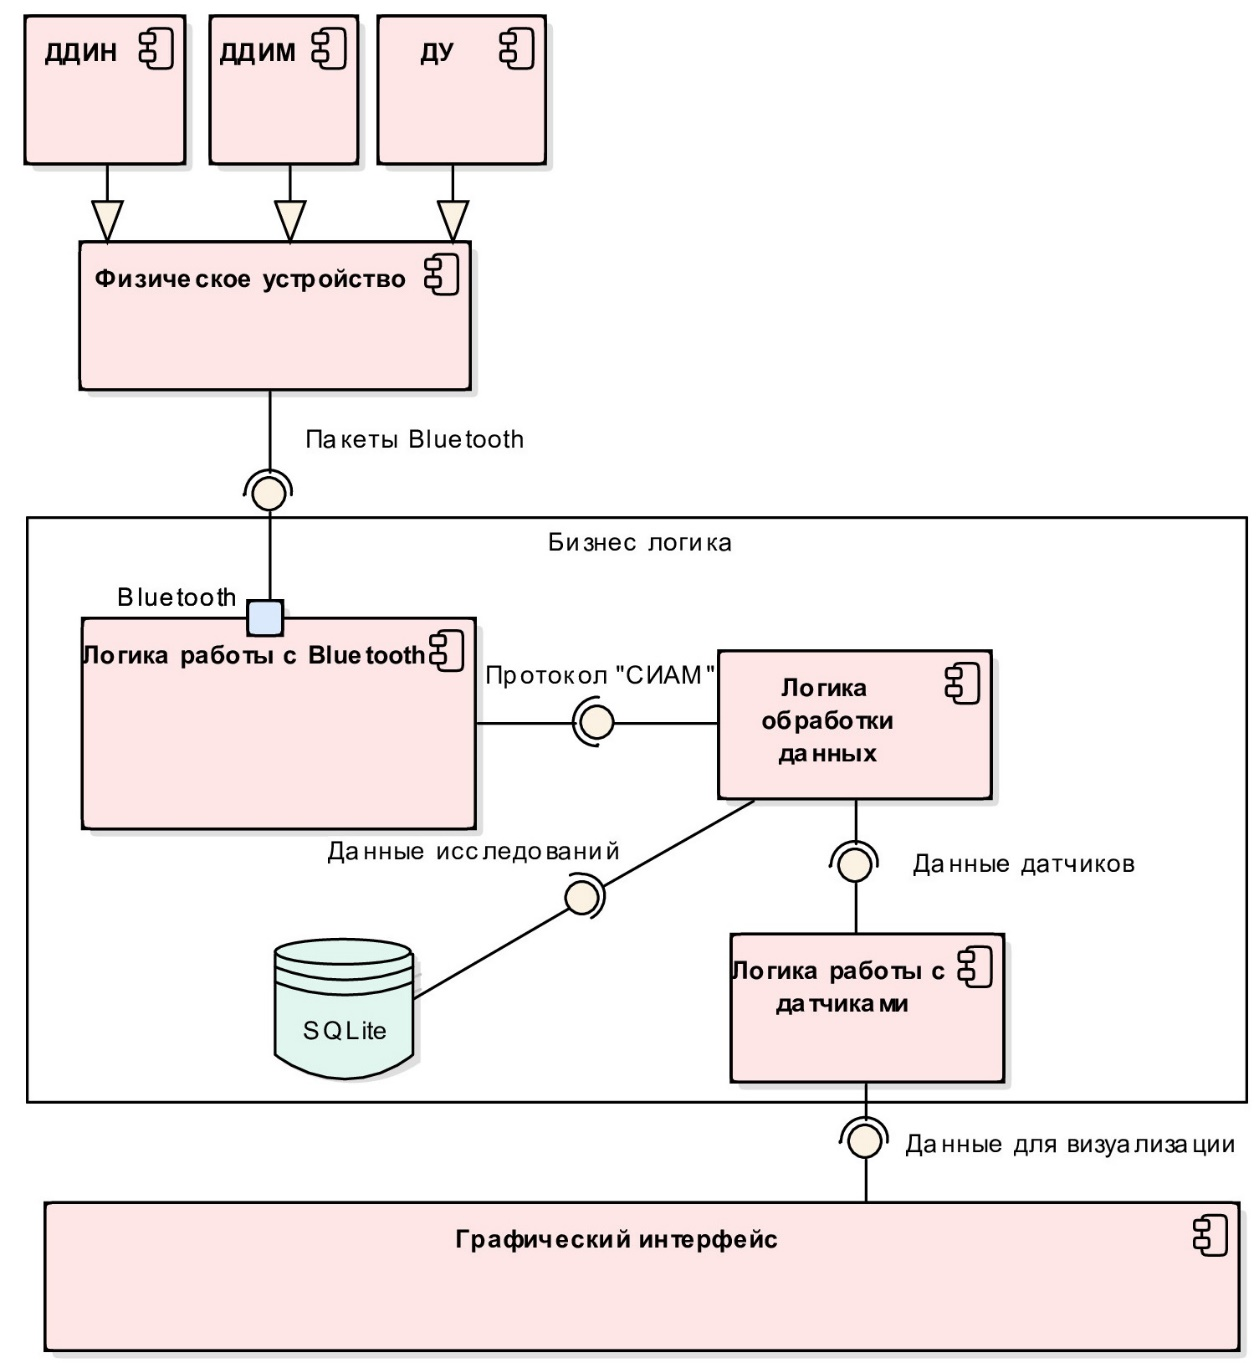 ДДИН
ДДИМ
ДУ
Физическое устройство
Пакеты Bluetooth
Бизнес логика
Bluetooth
Логика работы с Bluetooth
Протокол "СИАМ"
Логика
обработки
данных
Данные исследований
Данные датчиков
SQLite
Логика работы с
датчиками
Данные для визуализации
Графический интерфейс